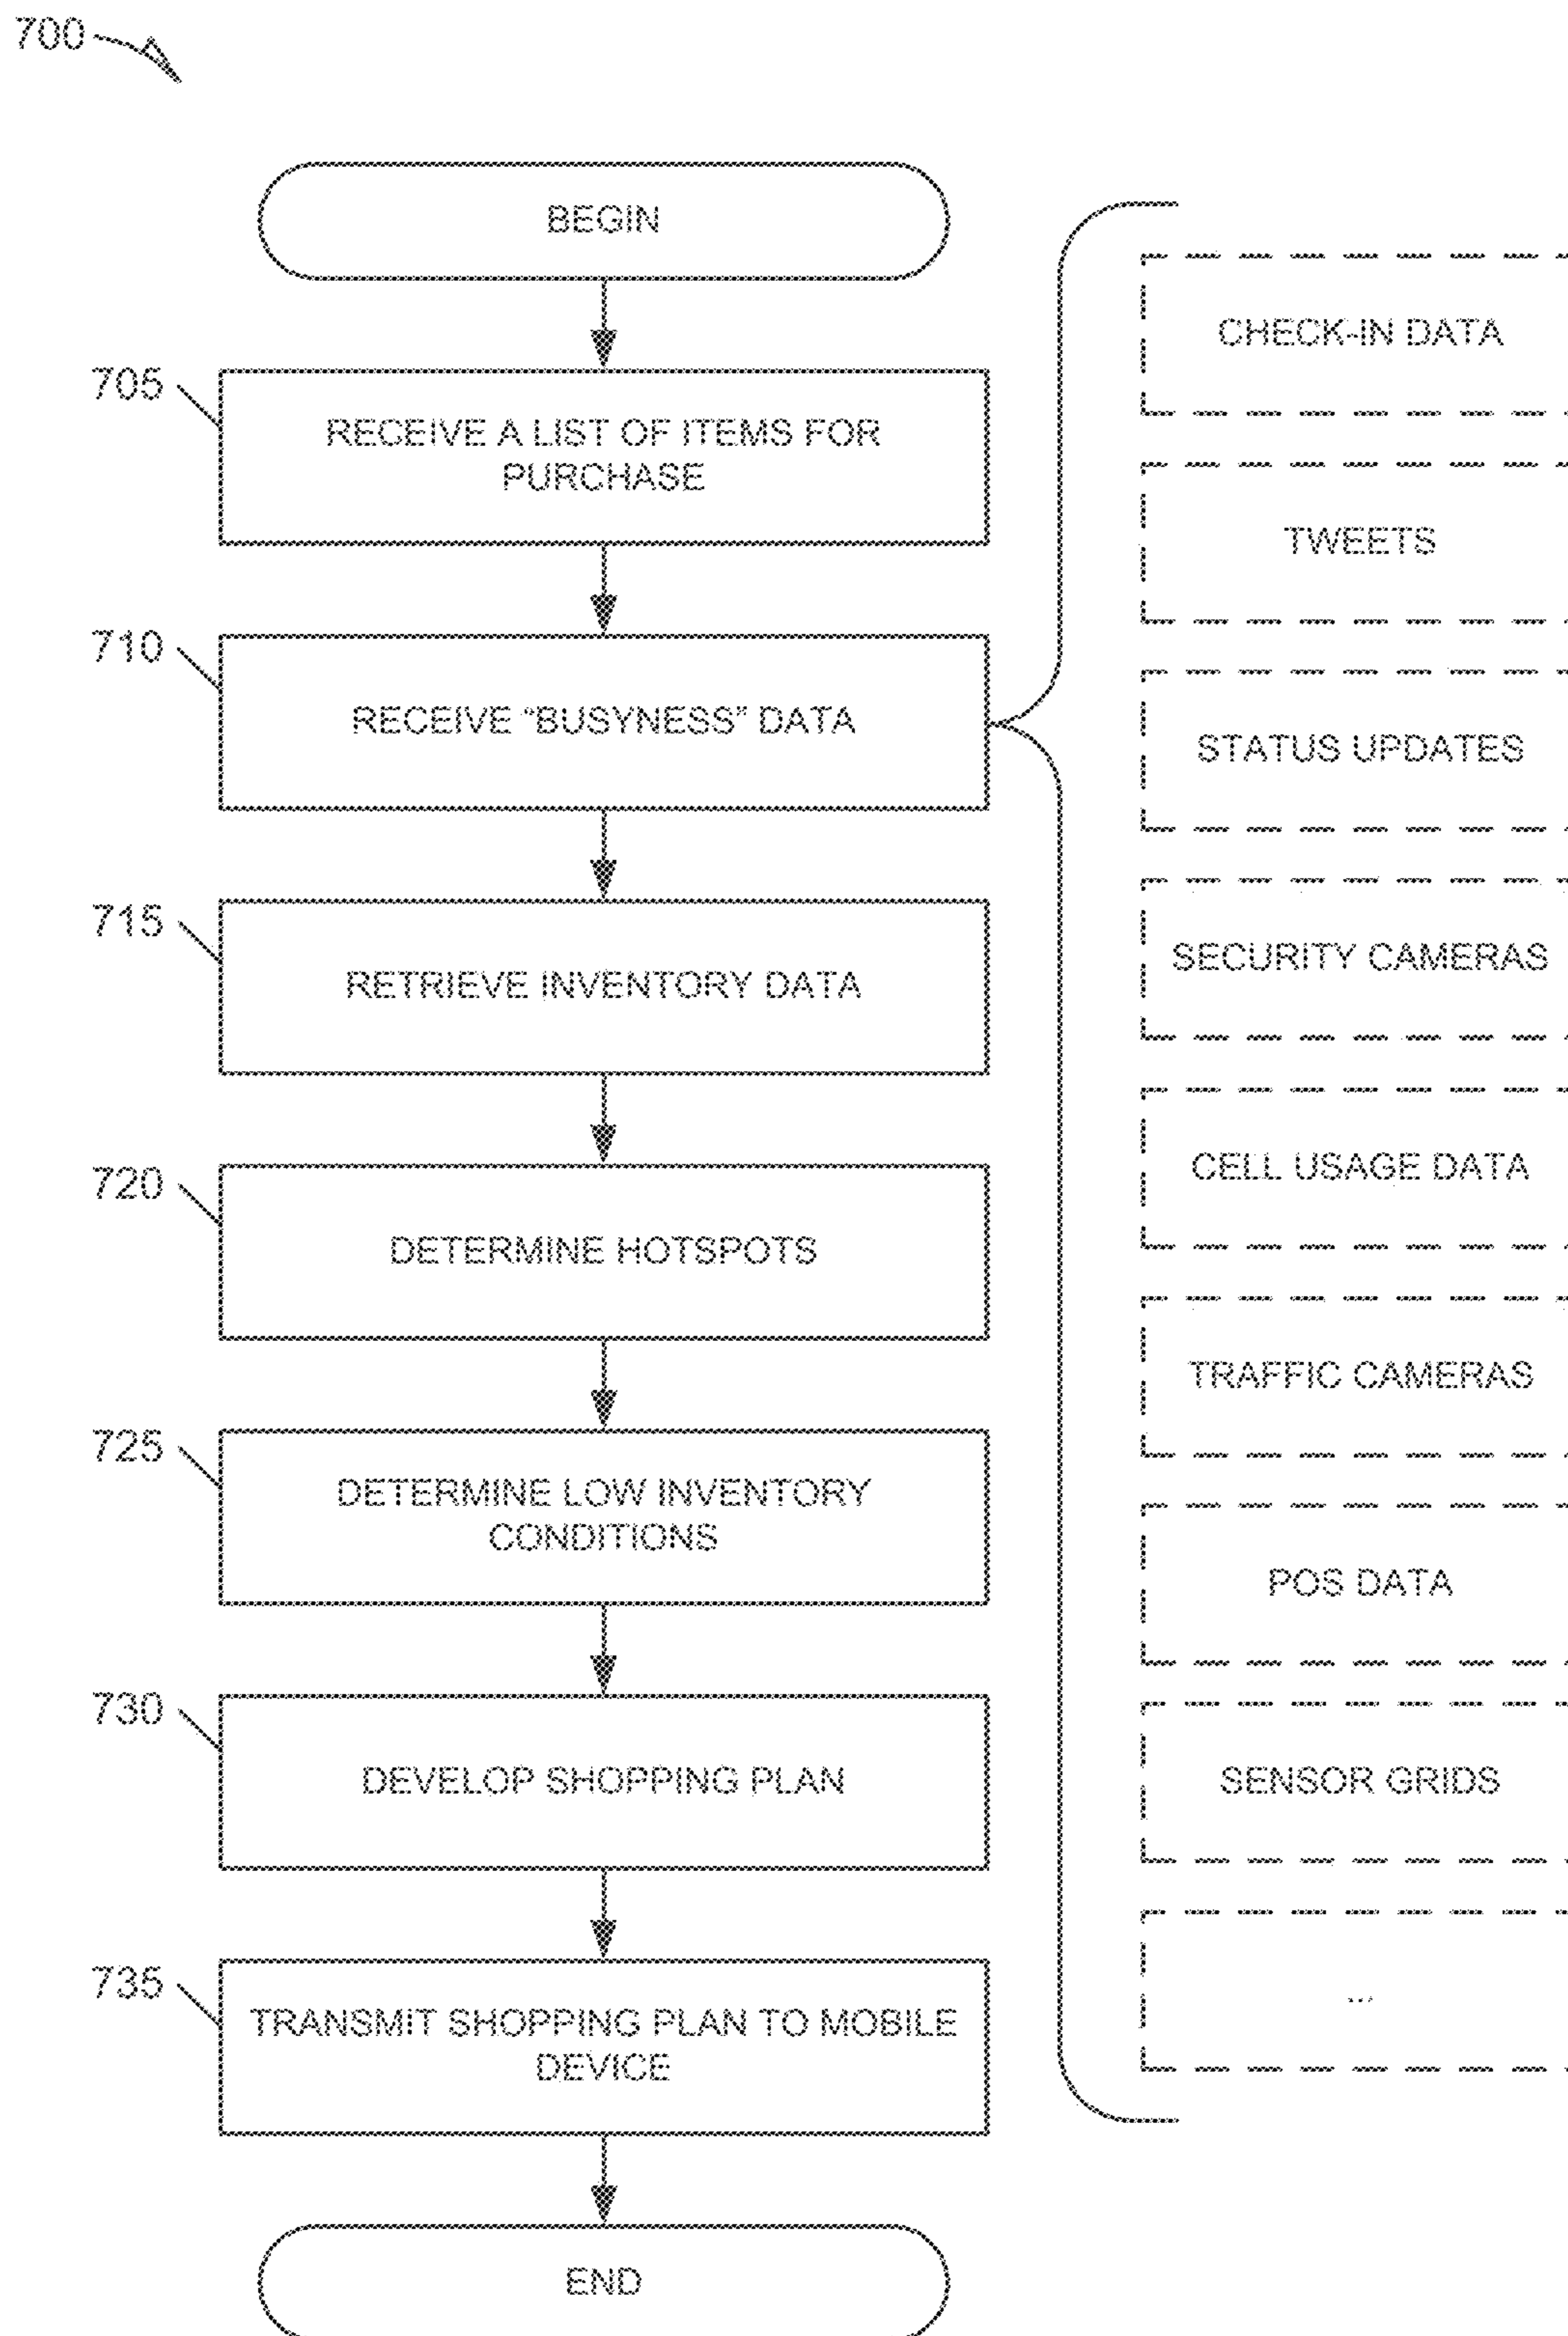 700
BEGIN
705
RECEIVE A LIST OF ITEMS FOR
PURCHASE
710
RECEIVE “BUSYNESS” DATA
715
RETRIEVE INVENTORY DATA
720
DETERMINE HOTSPOTS
725
DETERMINE LOW INVENTORY
CONDITIONS
730
DEVELOP SHOPPING PLAN
735
TRANSMIT SHOPPING PLAN TO MOBILE
DEVICE
END
CHECK-IN DATA
TWEETS
STATUS UPDATES
SECURITY CAMERAS
CELL USAGE DATA
TRAFFIC CAMERAS
POS DATA
SENSOR GRIDS
...